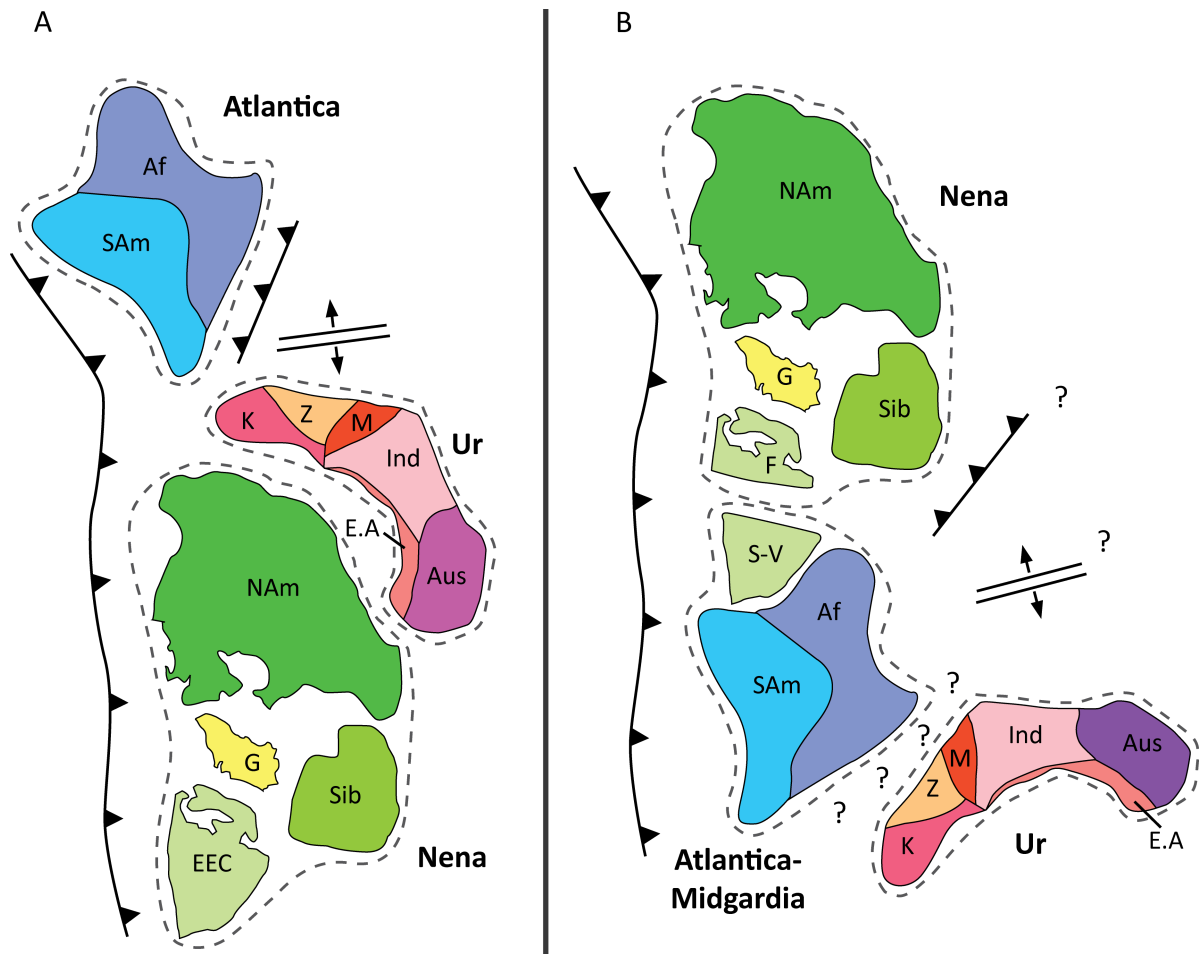 A
Atlantica
Af
SAm
K
Z
M
Ur
Ind
E.A
Aus
NAm
G
Sib
EEC
Nena
B
NAm
Nena
G
Sib
F
?
S-V
?
Af
SAm
?
?
?
?
Ind
Aus
M
Z
K
Ur
E.A
Atlantica-
Midgardia